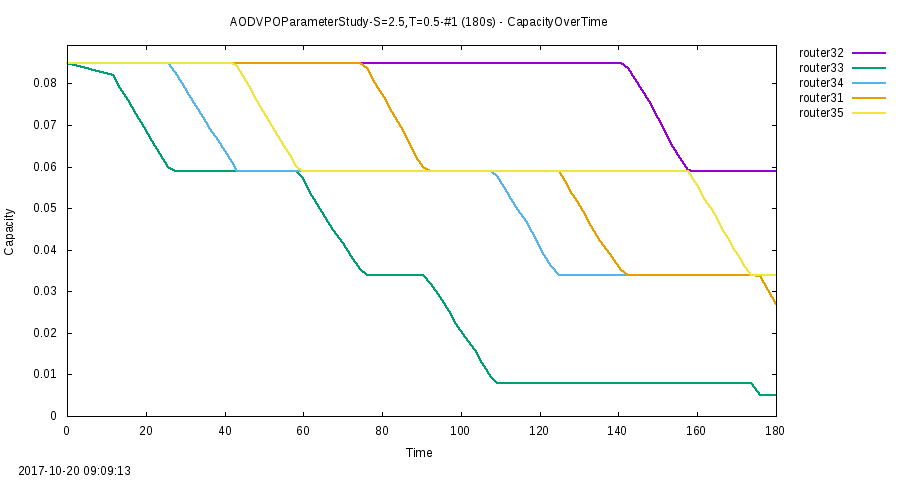 AODVPOParameterStudy-S=2.5,T=0.5-#1 (180s) - CapacityOverTime
router32
router33
router34
router31
router35
0.08
0.07
0.06
0.05
0.04
0.03
0.02
0.01
0
Capacity
0 20 40 60 80 100 120 140 160 180
Time
2017-10-20 09:09:13